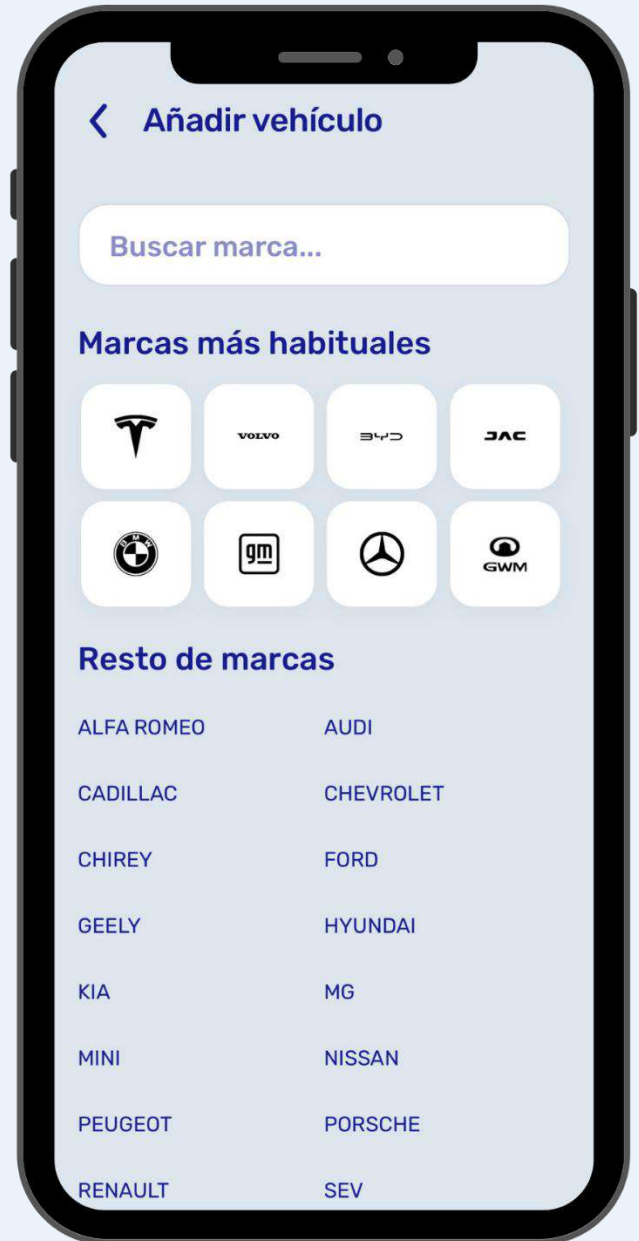 Añadir vehículo
Buscar marca...
Marcas más habituales
VOLVO BYD JAC
BMW gm GWM
Resto de marcas
ALFA ROMEO AUDI
CADILLAC CHEVROLET
CHIREY FORD
GEELY HYUNDAI
KIA MG
MINI NISSAN
PEUGEOT PORSCHE
RENAULT SEV